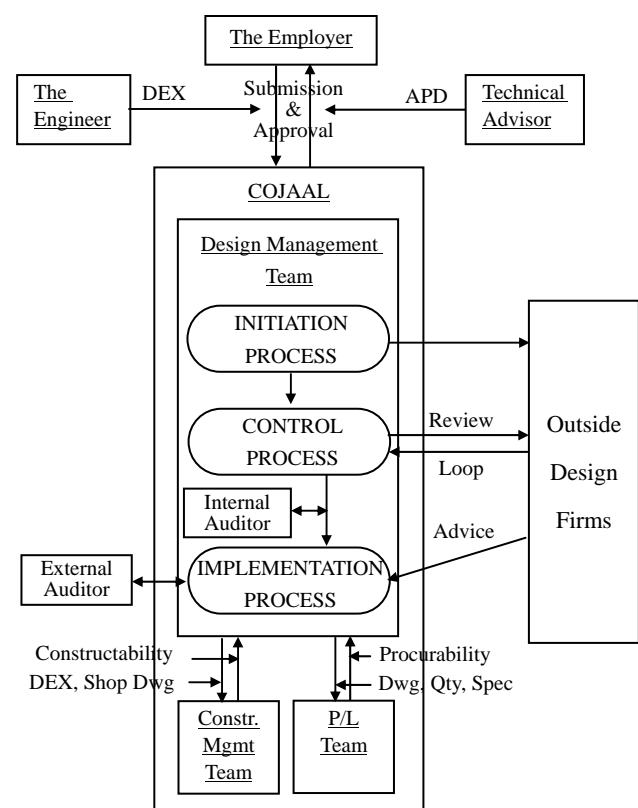 The Employer
The
Engineer
DEX
Submission
&
Approval
APD
Technical
Advisor
COJAAL
Design Management
Team
INITIATION
PROCESS
CONTROL
PROCESS
Review
Loop
Outside
Design
Firms
Internal
Auditor
Advice
External
Auditor
IMPLEMENTATION
PROCESS
Constructability
DEX, Shop Dwg
Procurability
Dwg, Qty, Spec
Constr.
Mgmt
Team
P/L
Team